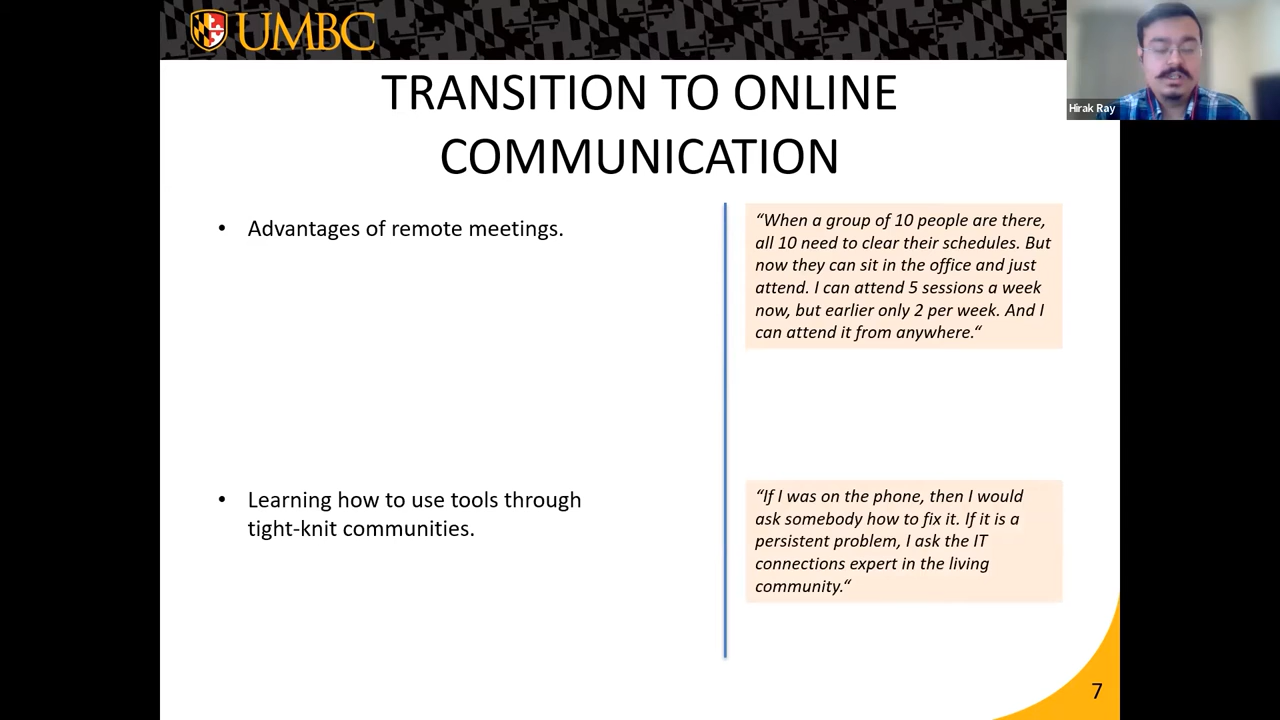 UMBC
Hirak Ray
TRANSITION TO ONLINE
COMMUNICATION
• Advantages of remote meetings.
“When a group of 10 people are there,
all 10 need to clear their schedules. But
now they can sit in the office and just
attend. I can attend 5 sessions a week
now, but earlier only 2 per week. And I
can attend it from anywhere.“
• Learning how to use tools through
tight-knit communities.
“If I was on the phone, then I would
ask somebody how to fix it. If it is a
persistent problem, I ask the IT
connections expert in the living
community.“
7